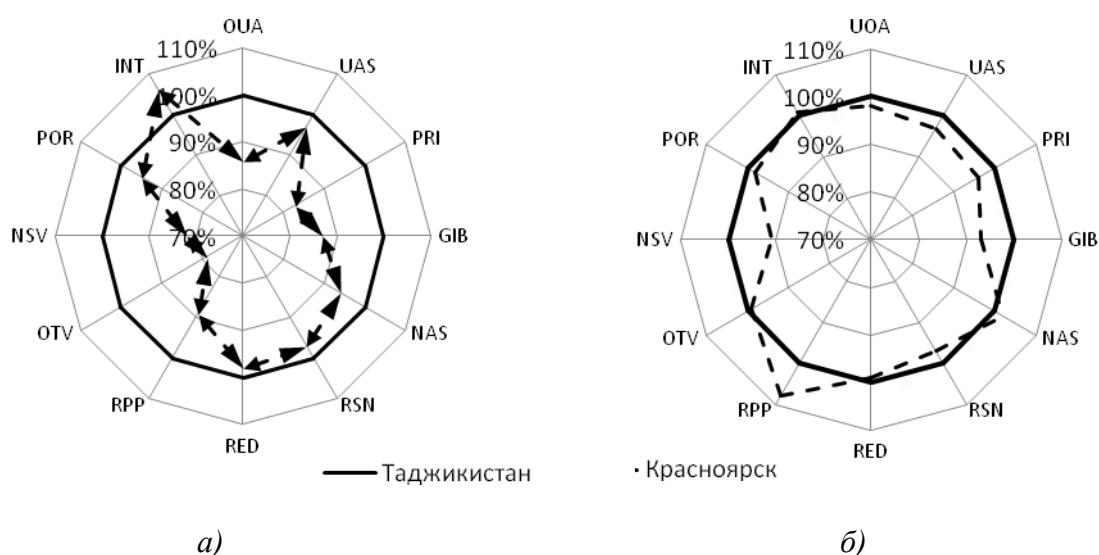 OUA
110%
INT
UAS
100%
POR
90%
PRI
80%
NSV
70%
GIB
OTV
NAS
RPP
RSN
RED
UOA
110%
INT
UAS
100%
POR
90%
PRI
80%
NSV
70%
GIB
OTV
NAS
RPP
RSN
RED
Таджикистан
Красноярск
а)
б)